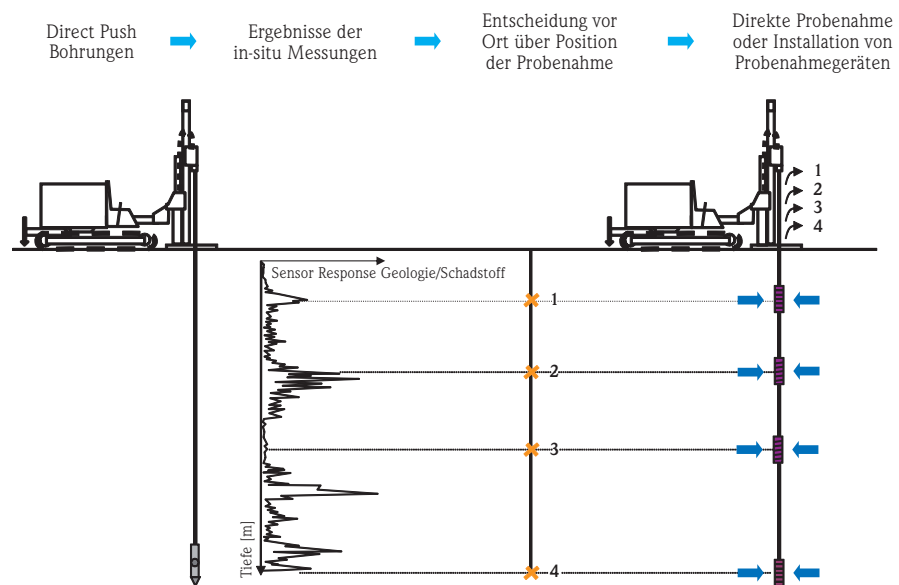 Direct Push
Bohrungen
Ergebnisse der
in-situ Messungen
Entscheidung vor
Ort über Position
der Probenahme
Direkte Probenahme
oder Installation von
Probenahmegeräten
1
2
3
4
Sensor Response Geologie/Schadstoff
Tiefe [m]
1
2
3
4